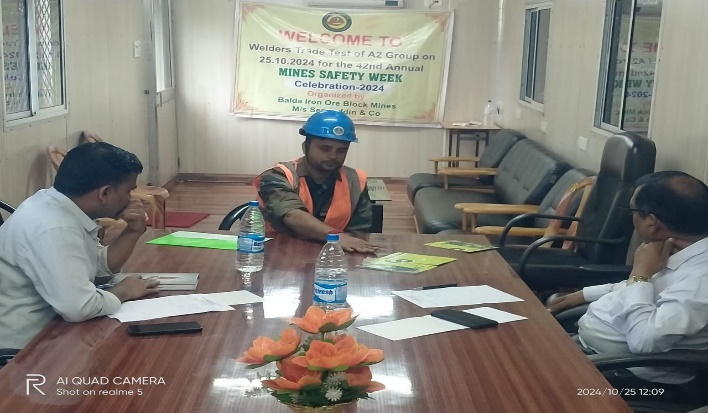 WELCOME TO
Welders Trade Test of A2 Group on
25.10.2024 for the 42nd Annual
MINES SAFETY WEEK
Celebration-2024
Organized by
Balda Iron Ore Block Mines
M/s & Co
R AI QUAD CAMERA
Shot on realme 5
2024/10/25 12:09